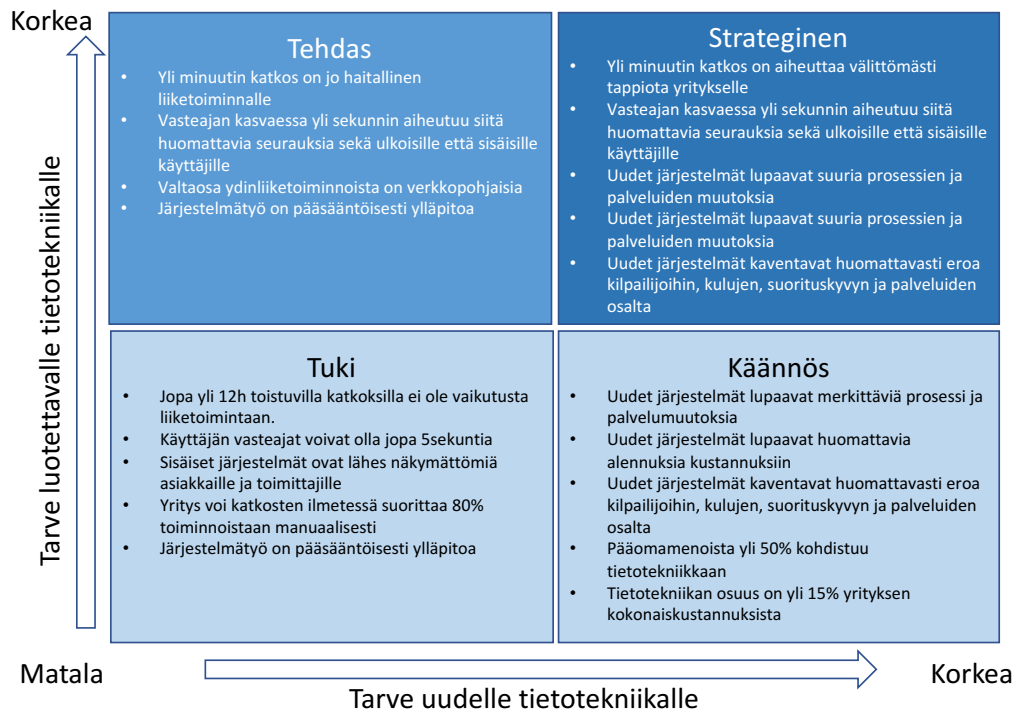 Korkea
Tarve luotettavalle tietotekniikalle
Tehdas
• Yli minuutin katkos on jo haitallinen
liiketoiminnalle
• Vasteajan kasvaessa yli sekunnin aiheutuu siitä
huomattavia seurauksia sekä ulkoisille että sisäisille
käyttäjille
• Valtaosa ydinliiketoiminnoista on verkkopohjaisia
• Järjestelmätyö on pääsääntöisesti ylläpitoa
Strateginen
• Yli minuutin katkos on aiheuttaa välittömästi
tappiota yritykselle
• Vasteajan kasvaessa yli sekunnin aiheutuu siitä
huomattavia seurauksia sekä ulkoisille että sisäisille
käyttäjille
• Uudet järjestelmät lupaavat suuria prosessien ja
palveluiden muutoksia
• Uudet järjestelmät lupaavat suuria prosessien ja
palveluiden muutoksia
• Uudet järjestelmät kaventavat huomattavasti eroa
kilpailijoihin, kulujen, suorituskyvyn ja palveluiden
osalta
Tuki
• Jopa yli 12h toistuvilla katkoksilla ei ole vaikutusta
liiketoimintaan.
• Käyttäjän vasteajat voivat olla jopa 5sekuntia
• Sisäiset järjestelmät ovat lähes näkymättömiä
asiakkaille ja toimittajille
• Yritys voi katkosten ilmetessä suorittaa 80%
toiminnoistaan manuaalisesti
• Järjestelmätyö on pääsääntöisesti ylläpitoa
Käännös
• Uudet järjestelmät lupaavat merkittäviä prosessi ja
palvelumuutoksia
• Uudet järjestelmät lupaavat huomattavia
alennuksia kustannuksiin
• Uudet järjestelmät kaventavat huomattavasti eroa
kilpailijoihin, kulujen, suorituskyvyn ja palveluiden
osalta
• Pääomamenoista yli 50% kohdistuu
tietotekniikkaan
• Tietotekniikan osuus on yli 15% yrityksen
kokonaiskustannuksista
Matala
Korkea
Tarve uudelle tietotekniikalle